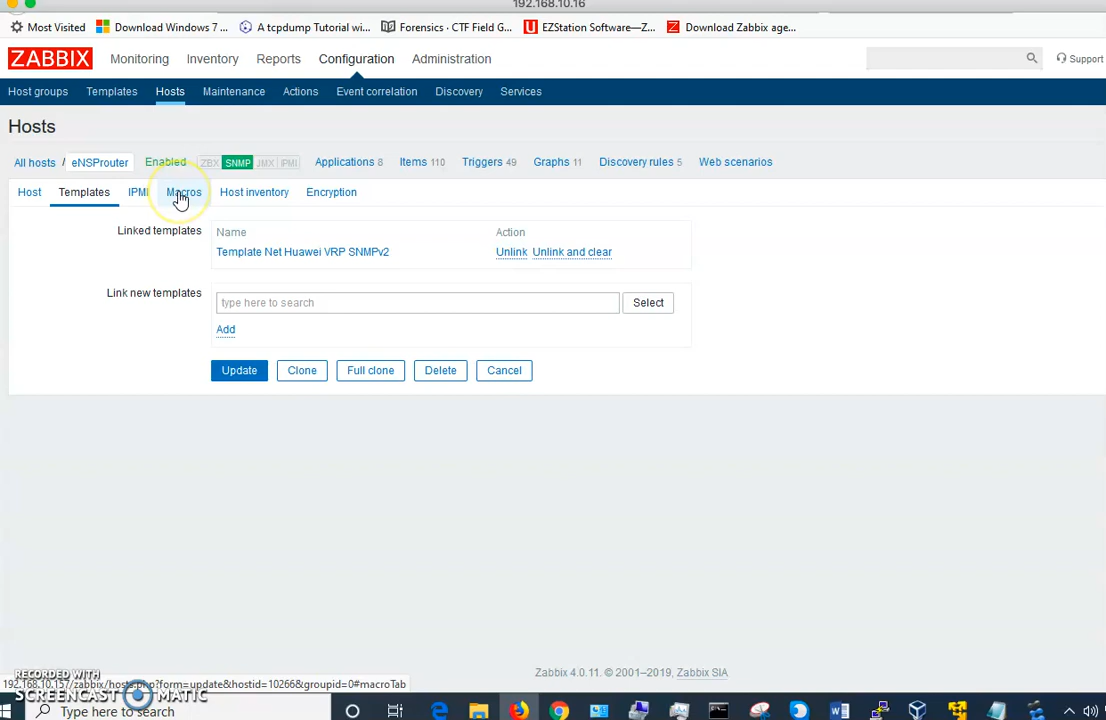 192.168.10.16
Most Visited Download Windows 7 ... A tcpdump Tutorial wi... Forensics · CTF Field G... EZStation Software—Z... Download Zabbix age...
ZABBIX Monitoring Inventory Reports Configuration Administration Support
Host groups Templates Hosts Maintenance Actions Event correlation Discovery Services
Hosts
All hosts / eNSProuter Enabled ZBX SNMP JMX IPMI Applications 8 Items 110 Triggers 49 Graphs 11 Discovery rules 5 Web scenarios
Host Templates IPMI Macros Host inventory Encryption
Linked templates Name Action
Template Net Huawei VRP SNMPv2 Unlink Unlink and clear
Link new templates type here to search Select
Add
Update Clone Full clone Delete Cancel
Zabbix 4.0.11. © 2001–2019, Zabbix SIA
RECORDED WITH
192.168.10.157/zabbix/hosts.php?form=update&hostid=10266&groupid=0#macroTab
SCREENCAST MATIC
Type here to search